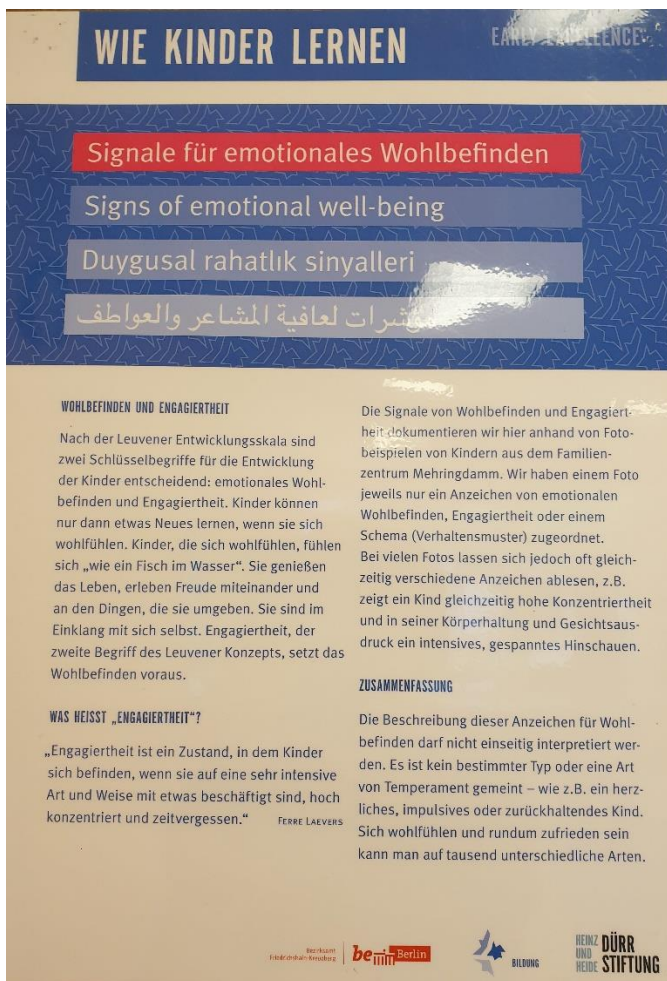 WIE KINDER LERNEN
EARLY EXCELLENCE
Signale für emotionales Wohlbefinden
Signs of emotional well-being
Duygusal rahatlık sinyalleri
مؤشرات لعافية المشاعر والعواطف
WOHLBEFINDEN UND ENGAGIERTHEIT
Nach der Leuvener Entwicklungsskala sind
zwei Schlüsselbegriffe für die Entwicklung
der Kinder entscheidend: emotionales Wohl-
befinden und Engagiertheit. Kinder können
nur dann etwas Neues lernen, wenn sie sich
wohlfühlen. Kinder, die sich wohlfühlen, fühlen
sich „wie ein Fisch im Wasser“. Sie genießen
das Leben, erleben Freude miteinander und
an den Dingen, die sie umgeben. Sie sind im
Einklang mit sich selbst. Engagiertheit, der
zweite Begriff des Leuvener Konzepts, setzt das
Wohlbefinden voraus.
WAS HEISST „ENGAGIERTHEIT“?
„Engagiertheit ist ein Zustand, in dem Kinder
sich befinden, wenn sie auf eine sehr intensive
Art und Weise mit etwas beschäftigt sind, hoch
konzentriert und zeitvergessen.“ FERRE LAEVERS
Die Signale von Wohlbefinden und Engagiert-
heit dokumentieren wir hier anhand von Foto-
beispielen von Kindern aus dem Familien-
zentrum Mehringdamm. Wir haben einem Foto
jeweils nur ein Anzeichen von emotionalen
Wohlbefinden, Engagiertheit oder einem
Schema (Verhaltensmuster) zugeordnet.
Bei vielen Fotos lassen sich jedoch oft gleich-
zeitig verschiedene Anzeichen ablesen, z.B.
zeigt ein Kind gleichzeitig hohe Konzentriertheit
und in seiner Körperhaltung und Gesichtsaus-
druck ein intensives, gespanntes Hinschauen.
ZUSAMMENFASSUNG
Die Beschreibung dieser Anzeichen für Wohl-
befinden darf nicht einseitig interpretiert wer-
den. Es ist kein bestimmter Typ oder eine Art
von Temperament gemeint – wie z.B. ein herz-
liches, impulsives oder zurückhaltendes Kind.
Sich wohlfühlen und rundum zufrieden sein
kann man auf tausend unterschiedliche Arten.
Bezirksamt
Friedrichshain-Kreuzberg
be Berlin
BILDUNG
HEINZ UND HEIDE DÜRR STIFTUNG